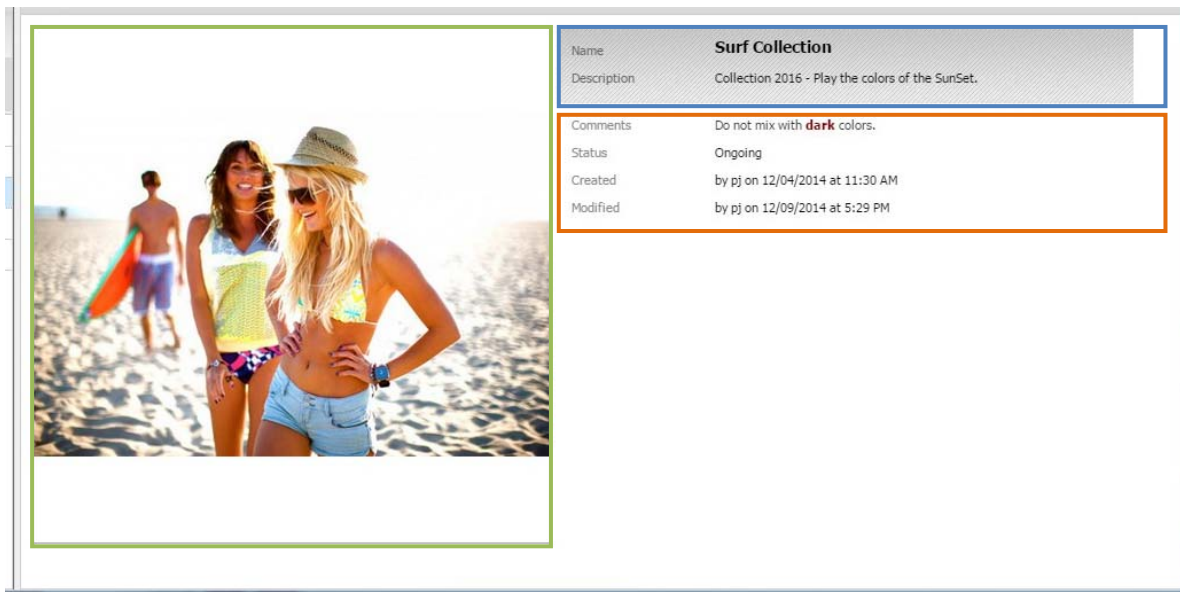 Name Surf Collection
Description Collection 2016 - Play the colors of the SunSet.
Comments Do not mix with dark colors.
Status Ongoing
Created by pj on 12/04/2014 at 11:30 AM
Modified by pj on 12/09/2014 at 5:29 PM